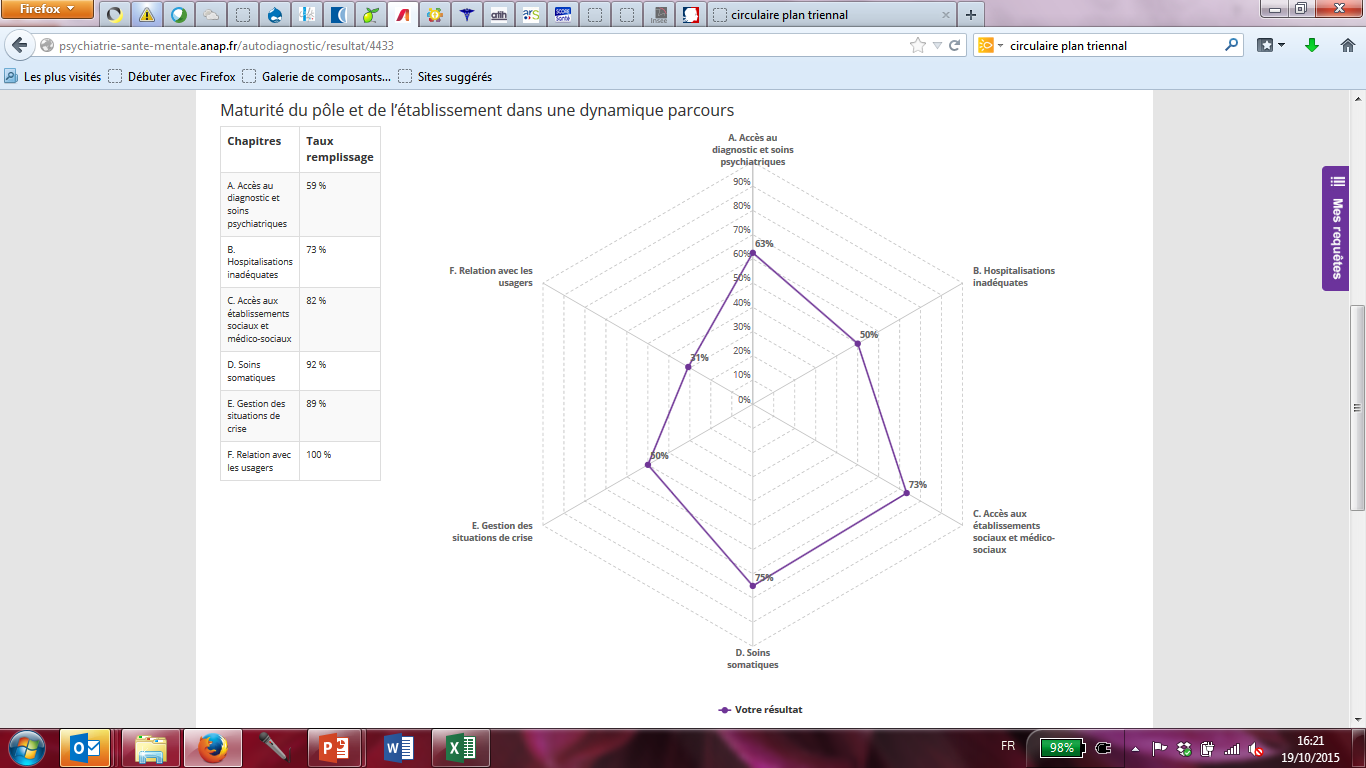 Firefox
circulaire plan triennal
psychiatrie-sante-mentale.anap.fr/autodiagnostic/resultat/4433
circulaire plan triennal
Les plus visités
Débuter avec Firefox
Galerie de composants...
Sites suggérés
Maturité du pôle et de l'établissement dans une dynamique parcours
Chapitres
Taux
remplissage
A. Accès au
diagnostic et
soins
psychiatriques
59 %
B.
Hospitalisations
inadéquates
73 %
C. Accès aux
établissements
sociaux et
médico-sociaux
82 %
D. Soins
somatiques
92 %
E. Gestion des
situations de
crise
89 %
F. Relation avec
les usagers
100 %
A. Accès au
diagnostic et soins
psychiatriques
90%
80%
70%
60%
50%
40%
30%
20%
10%
0%
63%
B. Hospitalisations
inadéquates
50%
C. Accès aux
établissements
sociaux et médico-
sociaux
73%
D. Soins
somatiques
75%
E. Gestion des
situations de crise
50%
F. Relation avec les
usagers
31%
Votre résultat
Mes requêtes
FR
98%
16:21
19/10/2015